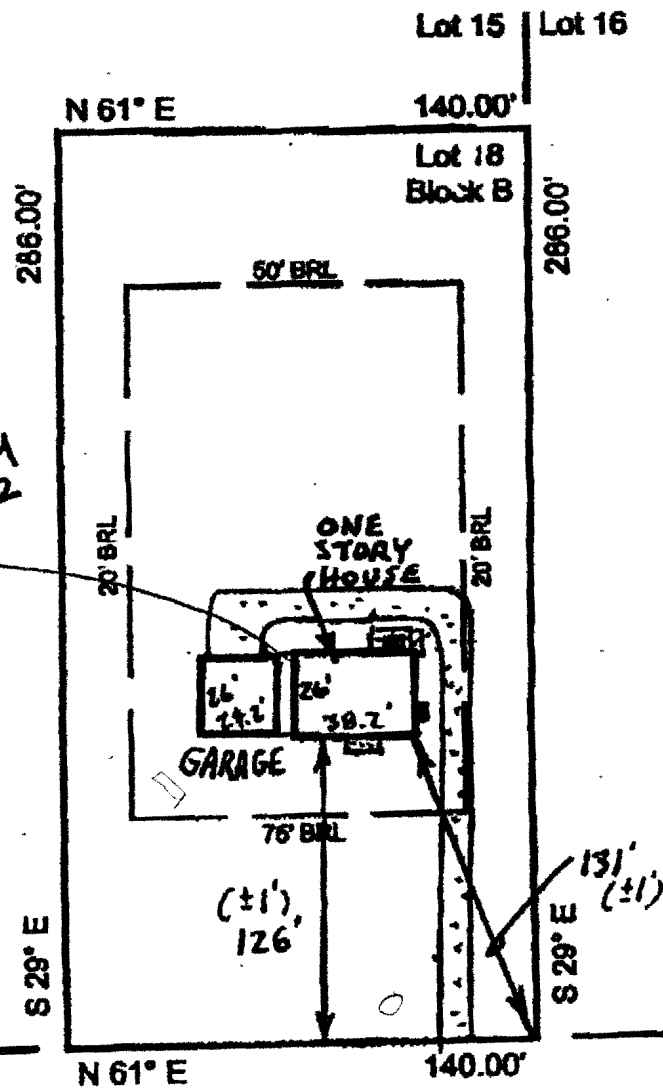 Lot 15 Lot 16
N 61° E 140.00'
Lot 18
Block B
286.00' 286.00'
50' BRL
20' BRL 20' BRL
ONE
STORY
HOUSE
26' 24.2' 26' 38.2'
GARAGE
75' BRL
(±1')
126'
131'
(±1')
S 29° E S 29° E
N 61° E 140.00'